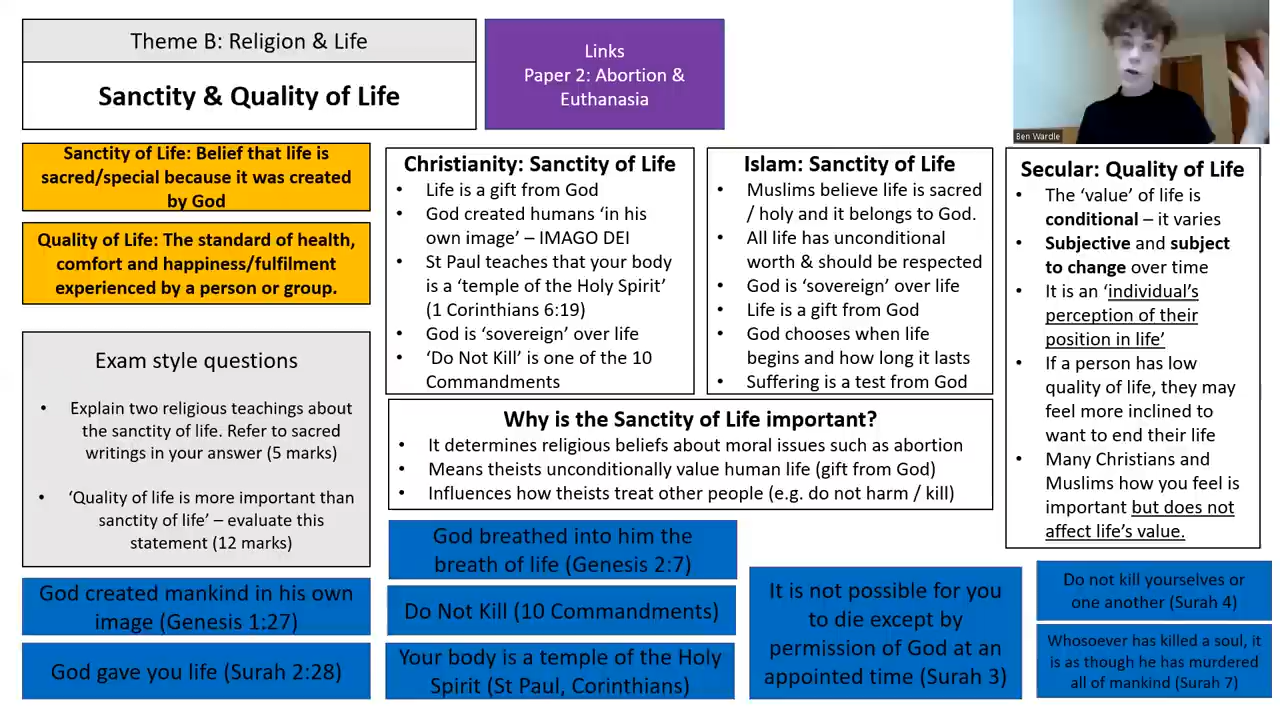 Theme B: Religion & Life
Sanctity & Quality of Life
Links
Paper 2: Abortion &
Euthanasia
Ben Wardle
Sanctity of Life: Belief that life is
sacred/special because it was created
by God
Quality of Life: The standard of health,
comfort and happiness/fulfilment
experienced by a person or group.
Exam style questions
• Explain two religious teachings about
the sanctity of life. Refer to sacred
writings in your answer (5 marks)
• ‘Quality of life is more important than
sanctity of life’ – evaluate this
statement (12 marks)
Christianity: Sanctity of Life
• Life is a gift from God
• God created humans ‘in his
own image’ – IMAGO DEI
• St Paul teaches that your body
is a ‘temple of the Holy Spirit’
(1 Corinthians 6:19)
• God is ‘sovereign’ over life
• ‘Do Not Kill’ is one of the 10
Commandments
Islam: Sanctity of Life
• Muslims believe life is sacred
/ holy and it belongs to God.
• All life has unconditional
worth & should be respected
• God is ‘sovereign’ over life
• Life is a gift from God
• God chooses when life
begins and how long it lasts
• Suffering is a test from God
Secular: Quality of Life
• The ‘value’ of life is
conditional – it varies
• Subjective and subject
to change over time
• It is an ‘individual’s
perception of their
position in life’
• If a person has low
quality of life, they may
feel more inclined to
want to end their life
• Many Christians and
Muslims how you feel is
important but does not
affect life’s value.
Why is the Sanctity of Life important?
• It determines religious beliefs about moral issues such as abortion
• Means theists unconditionally value human life (gift from God)
• Influences how theists treat other people (e.g. do not harm / kill)
God created mankind in his own
image (Genesis 1:27)
God gave you life (Surah 2:28)
God breathed into him the
breath of life (Genesis 2:7)
Do Not Kill (10 Commandments)
Your body is a temple of the Holy
Spirit (St Paul, Corinthians)
It is not possible for you
to die except by
permission of God at an
appointed time (Surah 3)
Do not kill yourselves or
one another (Surah 4)
Whosoever has killed a soul, it
is as though he has murdered
all of mankind (Surah 7)